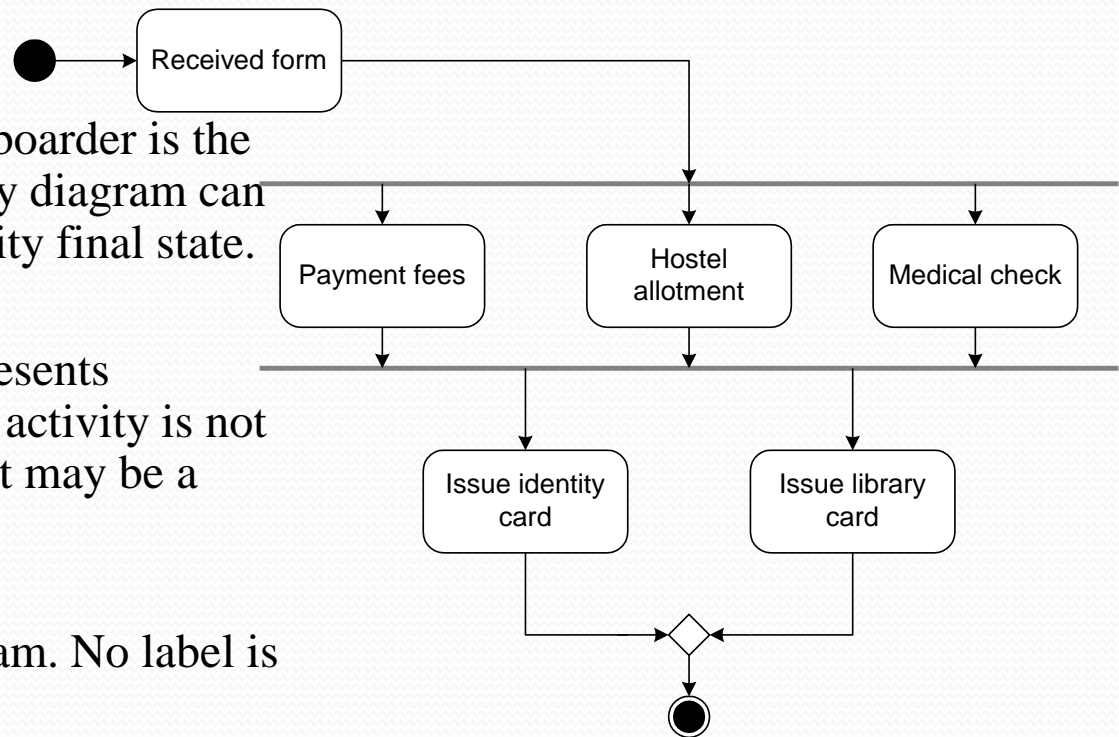 Received form
boarder is the
y diagram can
ity final state.
Payment fees
Hostel
allotment
Medical check
esents
activity is not
t may be a
Issue identity
card
Issue library
card
am. No label is